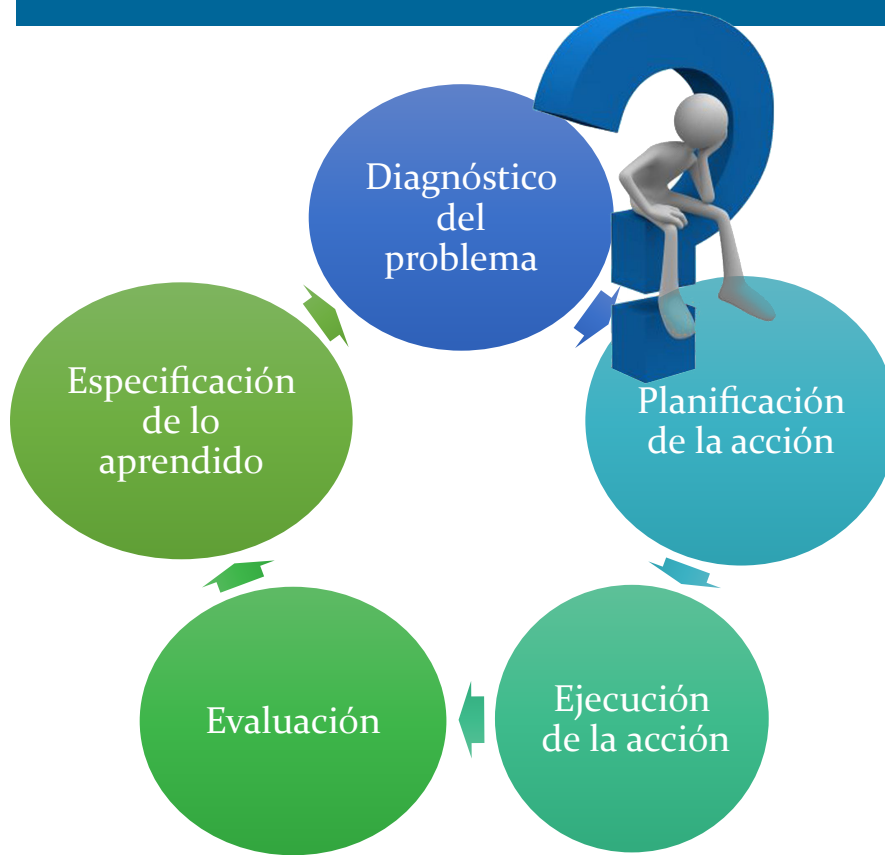 Diagnóstico
del
problema
Planificación
de la acción
Ejecución
de la acción
Evaluación
Especificación
de lo
aprendido